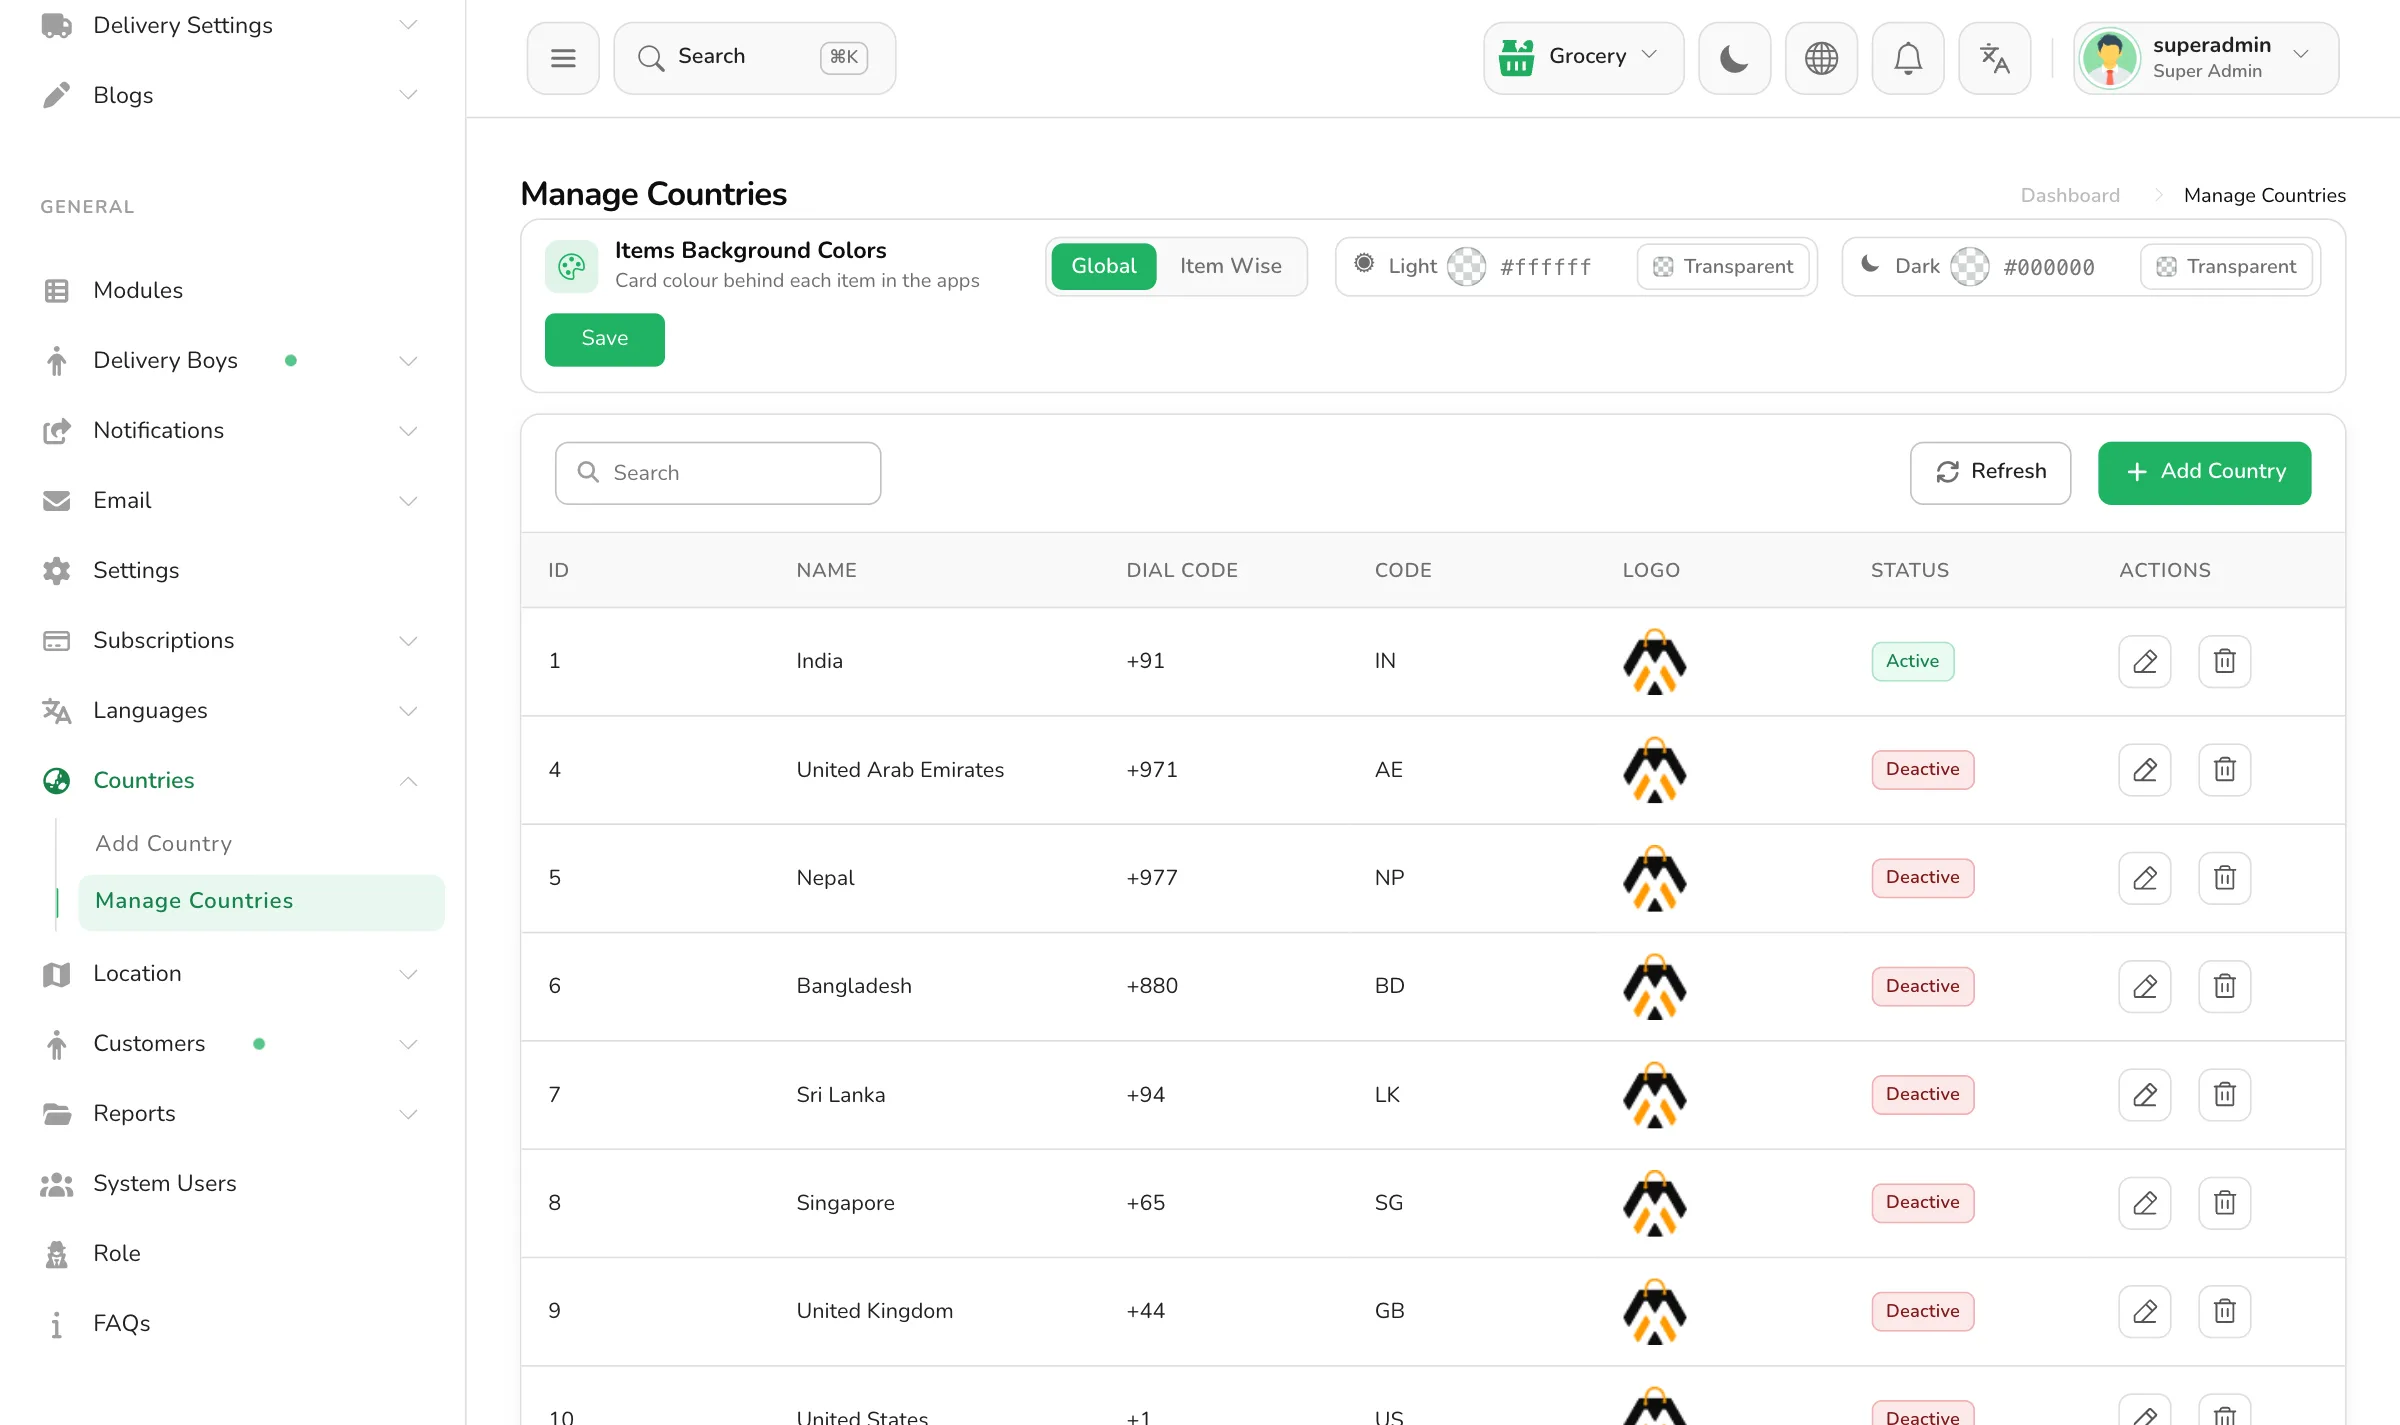 Delivery Settings
Blogs
GENERAL
Modules
Delivery Boys
Notifications
Email
Settings
Subscriptions
Languages
Countries
Add Country
Manage Countries
Location
Customers
Reports
System Users
Role
FAQs
Search ⌘K
Grocery
superadmin
Super Admin
Manage Countries
Dashboard > Manage Countries
Items Background Colors
Card colour behind each item in the apps
Global Item Wise
Light #ffffff Transparent
Dark #000000 Transparent
Save
Search
Refresh
+ Add Country
ID NAME DIAL CODE CODE LOGO STATUS ACTIONS
1 India +91 IN Active
4 United Arab Emirates +971 AE Deactive
5 Nepal +977 NP Deactive
6 Bangladesh +880 BD Deactive
7 Sri Lanka +94 LK Deactive
8 Singapore +65 SG Deactive
9 United Kingdom +44 GB Deactive
10 United States +1 US Deactive